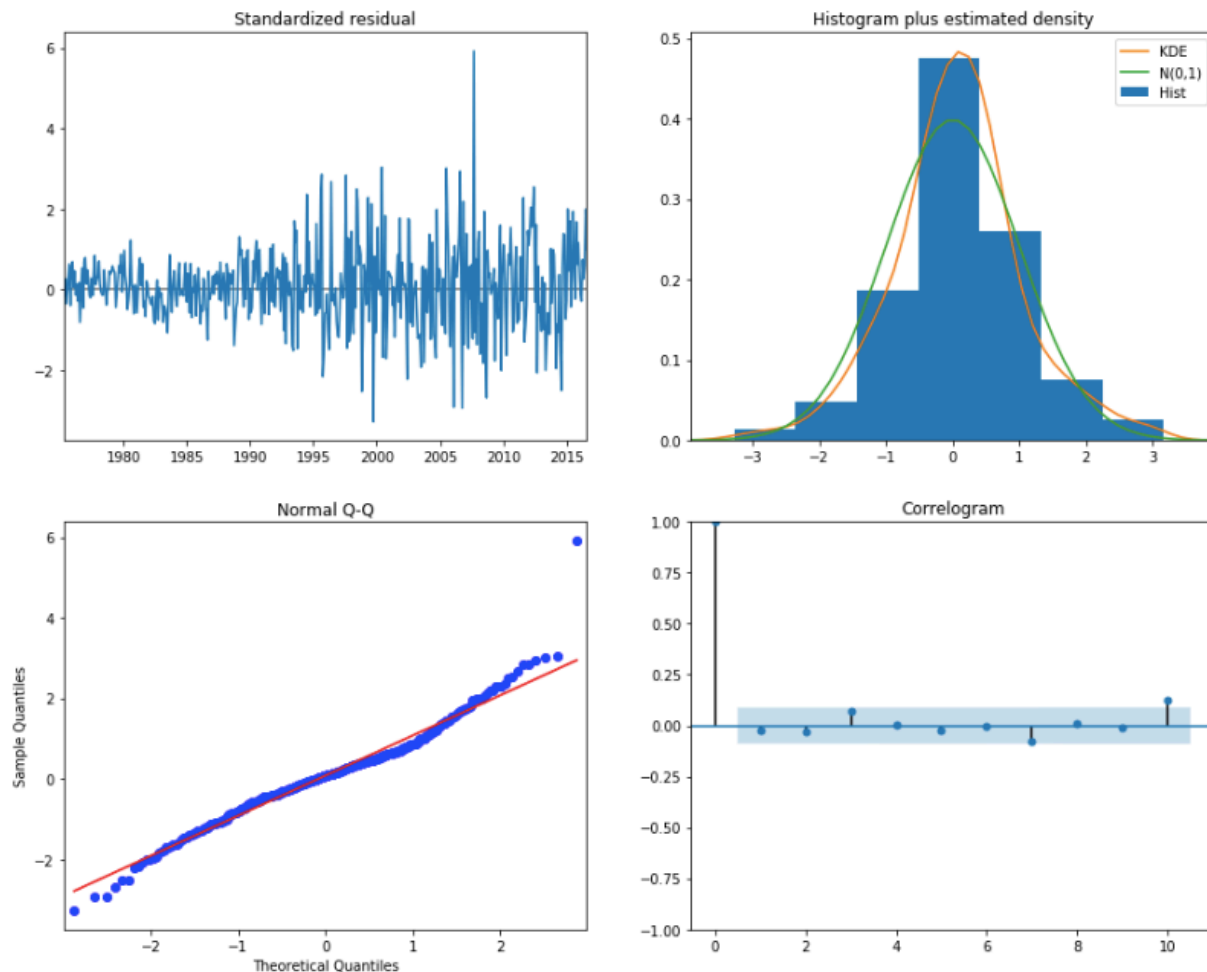 Standardized residual
6
4
2
0
−2
1980 1985 1990 1995 2000 2005 2010 2015
Histogram plus estimated density
0.5
0.4
0.3
0.2
0.1
0.0
KDE
N(0,1)
Hist
−3 −2 −1 0 1 2 3
Normal Q-Q
Sample Quantiles
6
4
2
0
−2
−2 −1 0 1 2
Theoretical Quantiles
Correlogram
1.00
0.75
0.50
0.25
0.00
−0.25
−0.50
−0.75
−1.00
0 2 4 6 8 10